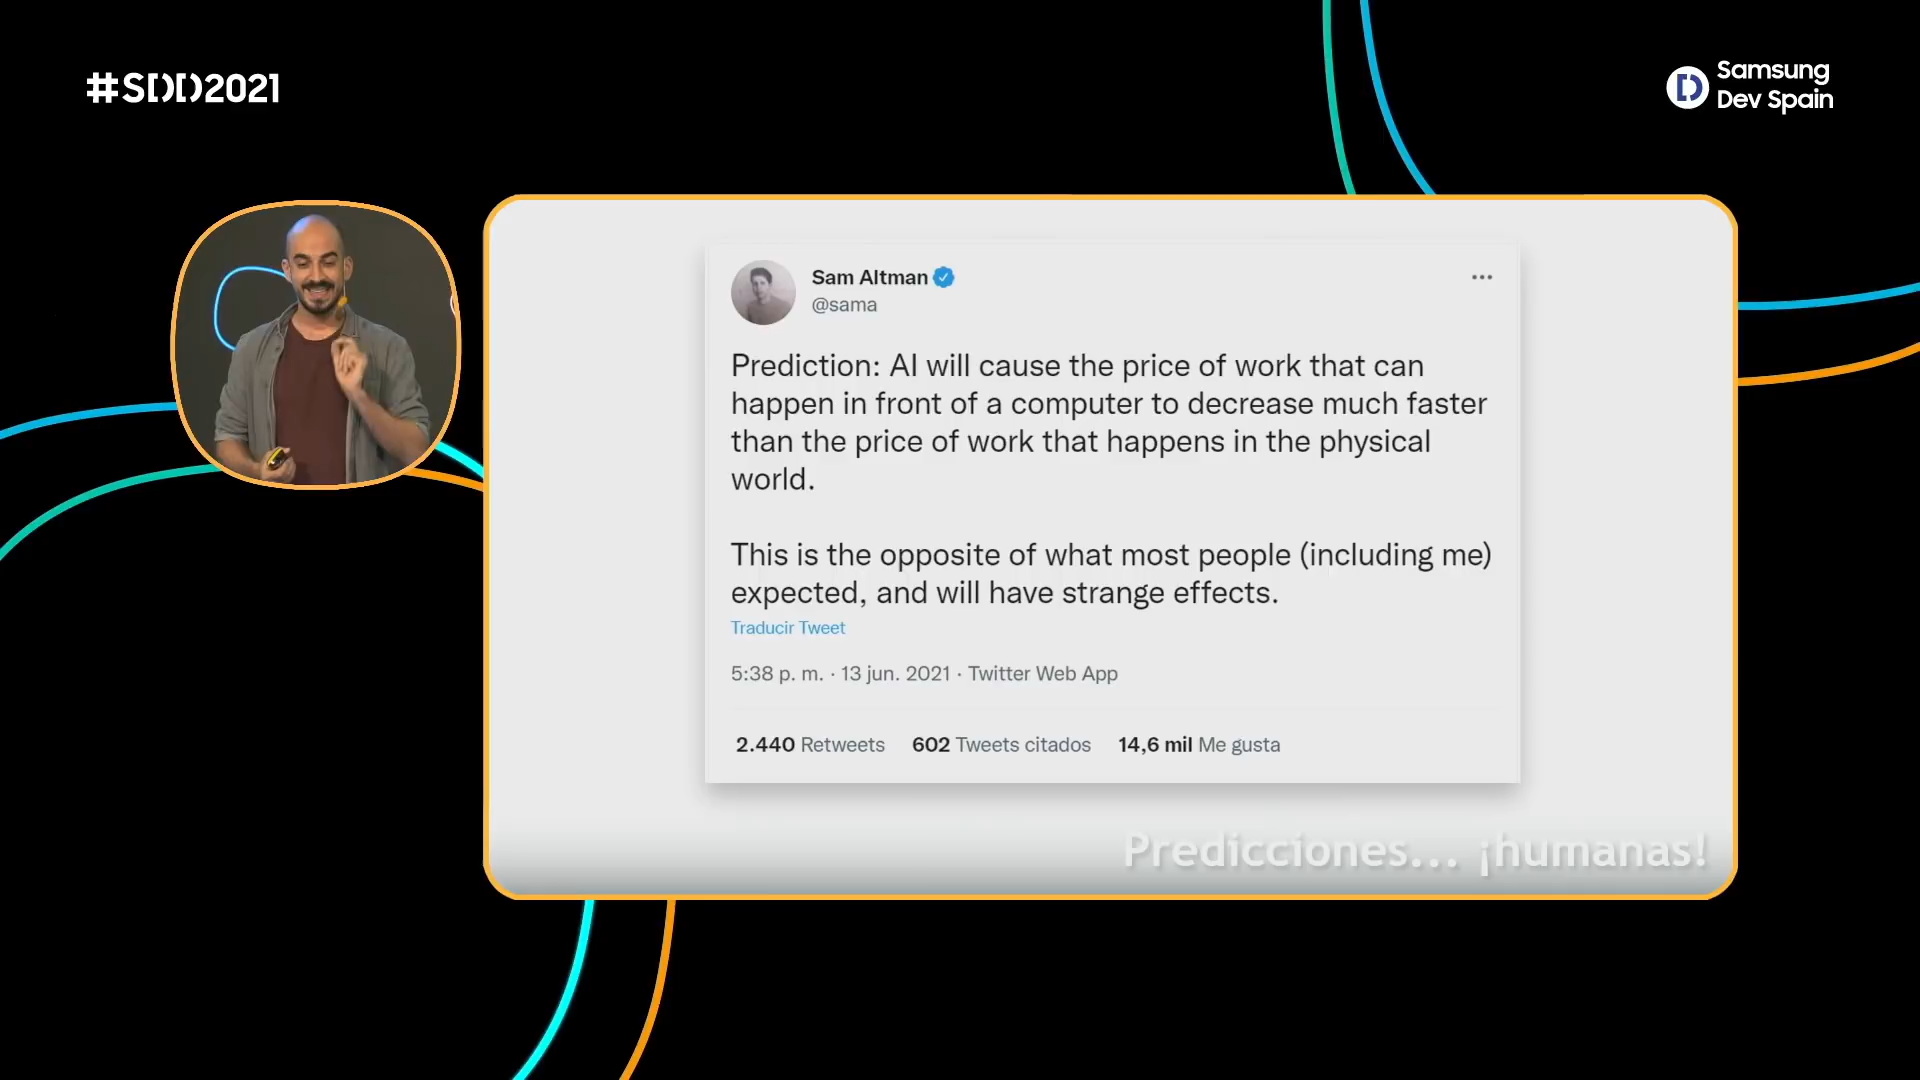 #SDD2021
Samsung
Dev Spain
Sam Altman
@sama
Prediction: AI will cause the price of work that can
happen in front of a computer to decrease much faster
than the price of work that happens in the physical
world.
This is the opposite of what most people (including me)
expected, and will have strange effects.
Traducir Tweet
5:38 p. m. · 13 jun. 2021 · Twitter Web App
2.440 Retweets 602 Tweets citados 14,6 mil Me gusta
Predicciones... ¡humanas!